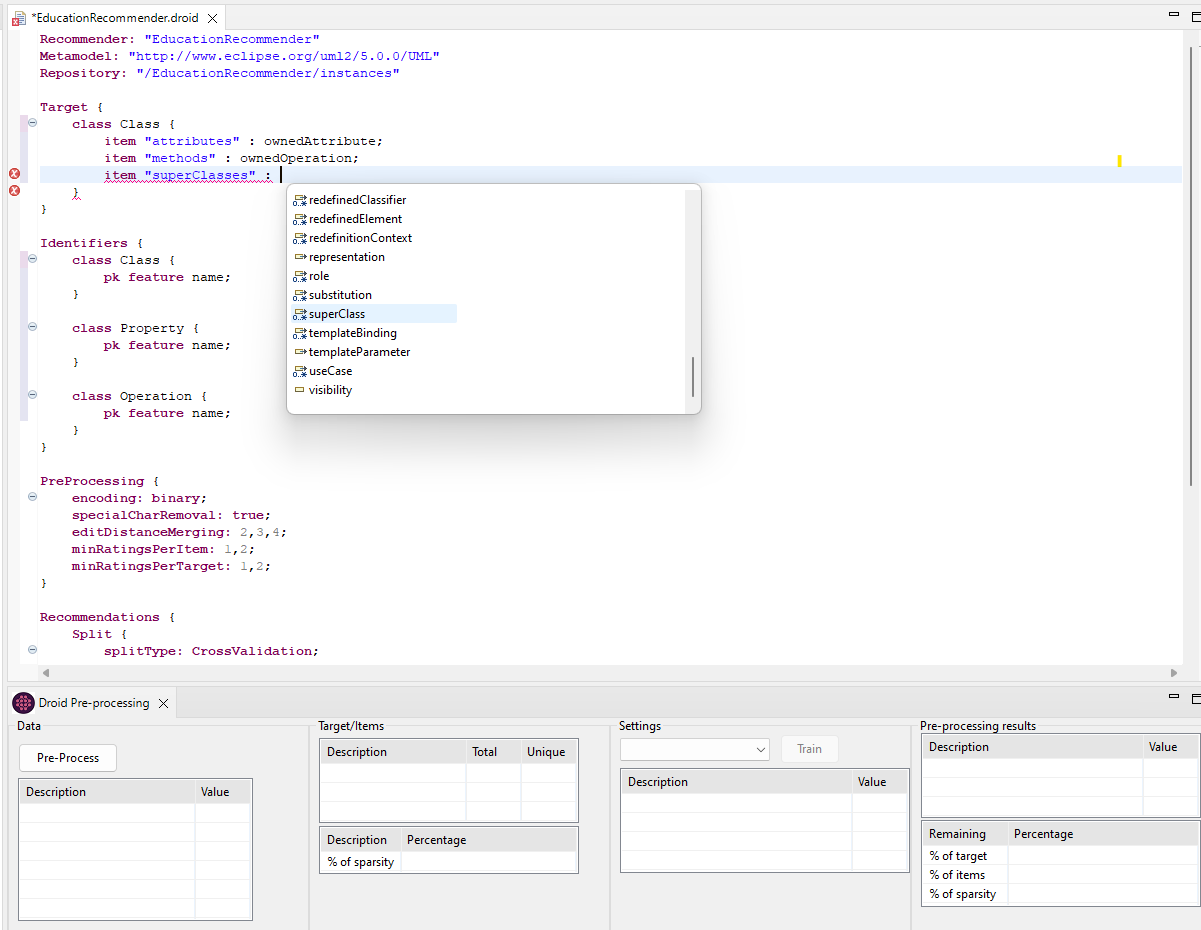 *EducationRecommender.droid
Recommender: "EducationRecommender"
Metamodel: "http://www.eclipse.org/uml2/5.0.0/UML"
Repository: "/EducationRecommender/instances"
Target {
class Class {
item "attributes" : ownedAttribute;
item "methods" : ownedOperation;
item "superClasses" :
}
}
redefinedClassifier
redefinedElement
redefinitionContext
representation
role
substitution
superClass
templateBinding
templateParameter
useCase
visibility
Identifiers {
class Class {
pk feature name;
}
class Property {
pk feature name;
}
class Operation {
pk feature name;
}
}
PreProcessing {
encoding: binary;
specialCharRemoval: true;
editDistanceMerging: 2,3,4;
minRatingsPerItem: 1,2;
minRatingsPerTarget: 1,2;
}
Recommendations {
Split {
splitType: CrossValidation;
Droid Pre-processing
Data
Pre-Process
Description Value
Target/Items
Description Total Unique
Description Percentage
% of sparsity
Settings
Train
Description Value
Pre-processing results
Description Value
Remaining Percentage
% of target
% of items
% of sparsity